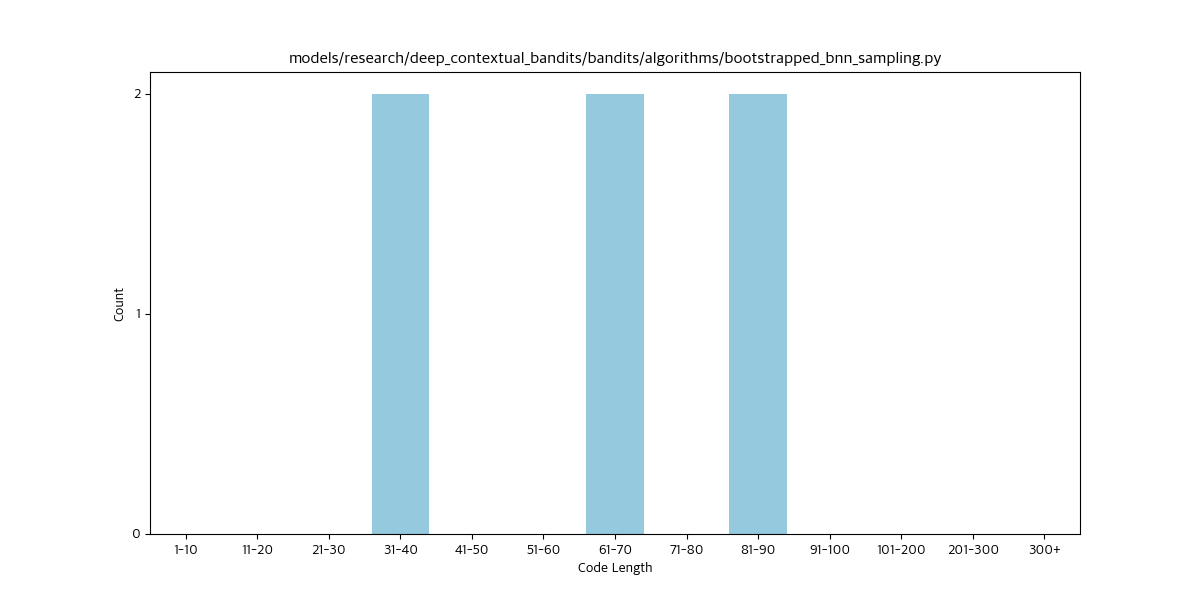 models/research/deep_contextual_bandits/bandits/algorithms/bootstrapped_bnn_sampling.py
2
1
0
Count
1-10 11-20 21-30 31-40 41-50 51-60 61-70 71-80 81-90 91-100 101-200 201-300 300+
Code Length